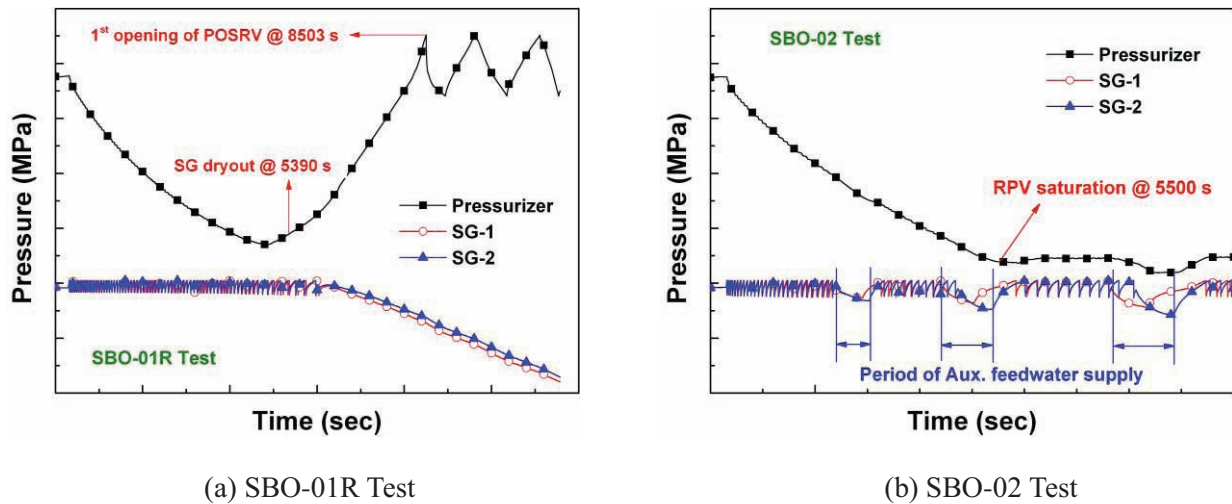 1st opening of POSRV @ 8503 s
SG dryout @ 5390 s
Pressurizer
SG-1
SG-2
SBO-01R Test
Pressure (MPa)
Time (sec)
(a) SBO-01R Test
SBO-02 Test
Pressurizer
SG-1
SG-2
RPV saturation @ 5500 s
Period of Aux. feedwater supply
Pressure (MPa)
Time (sec)
(b) SBO-02 Test